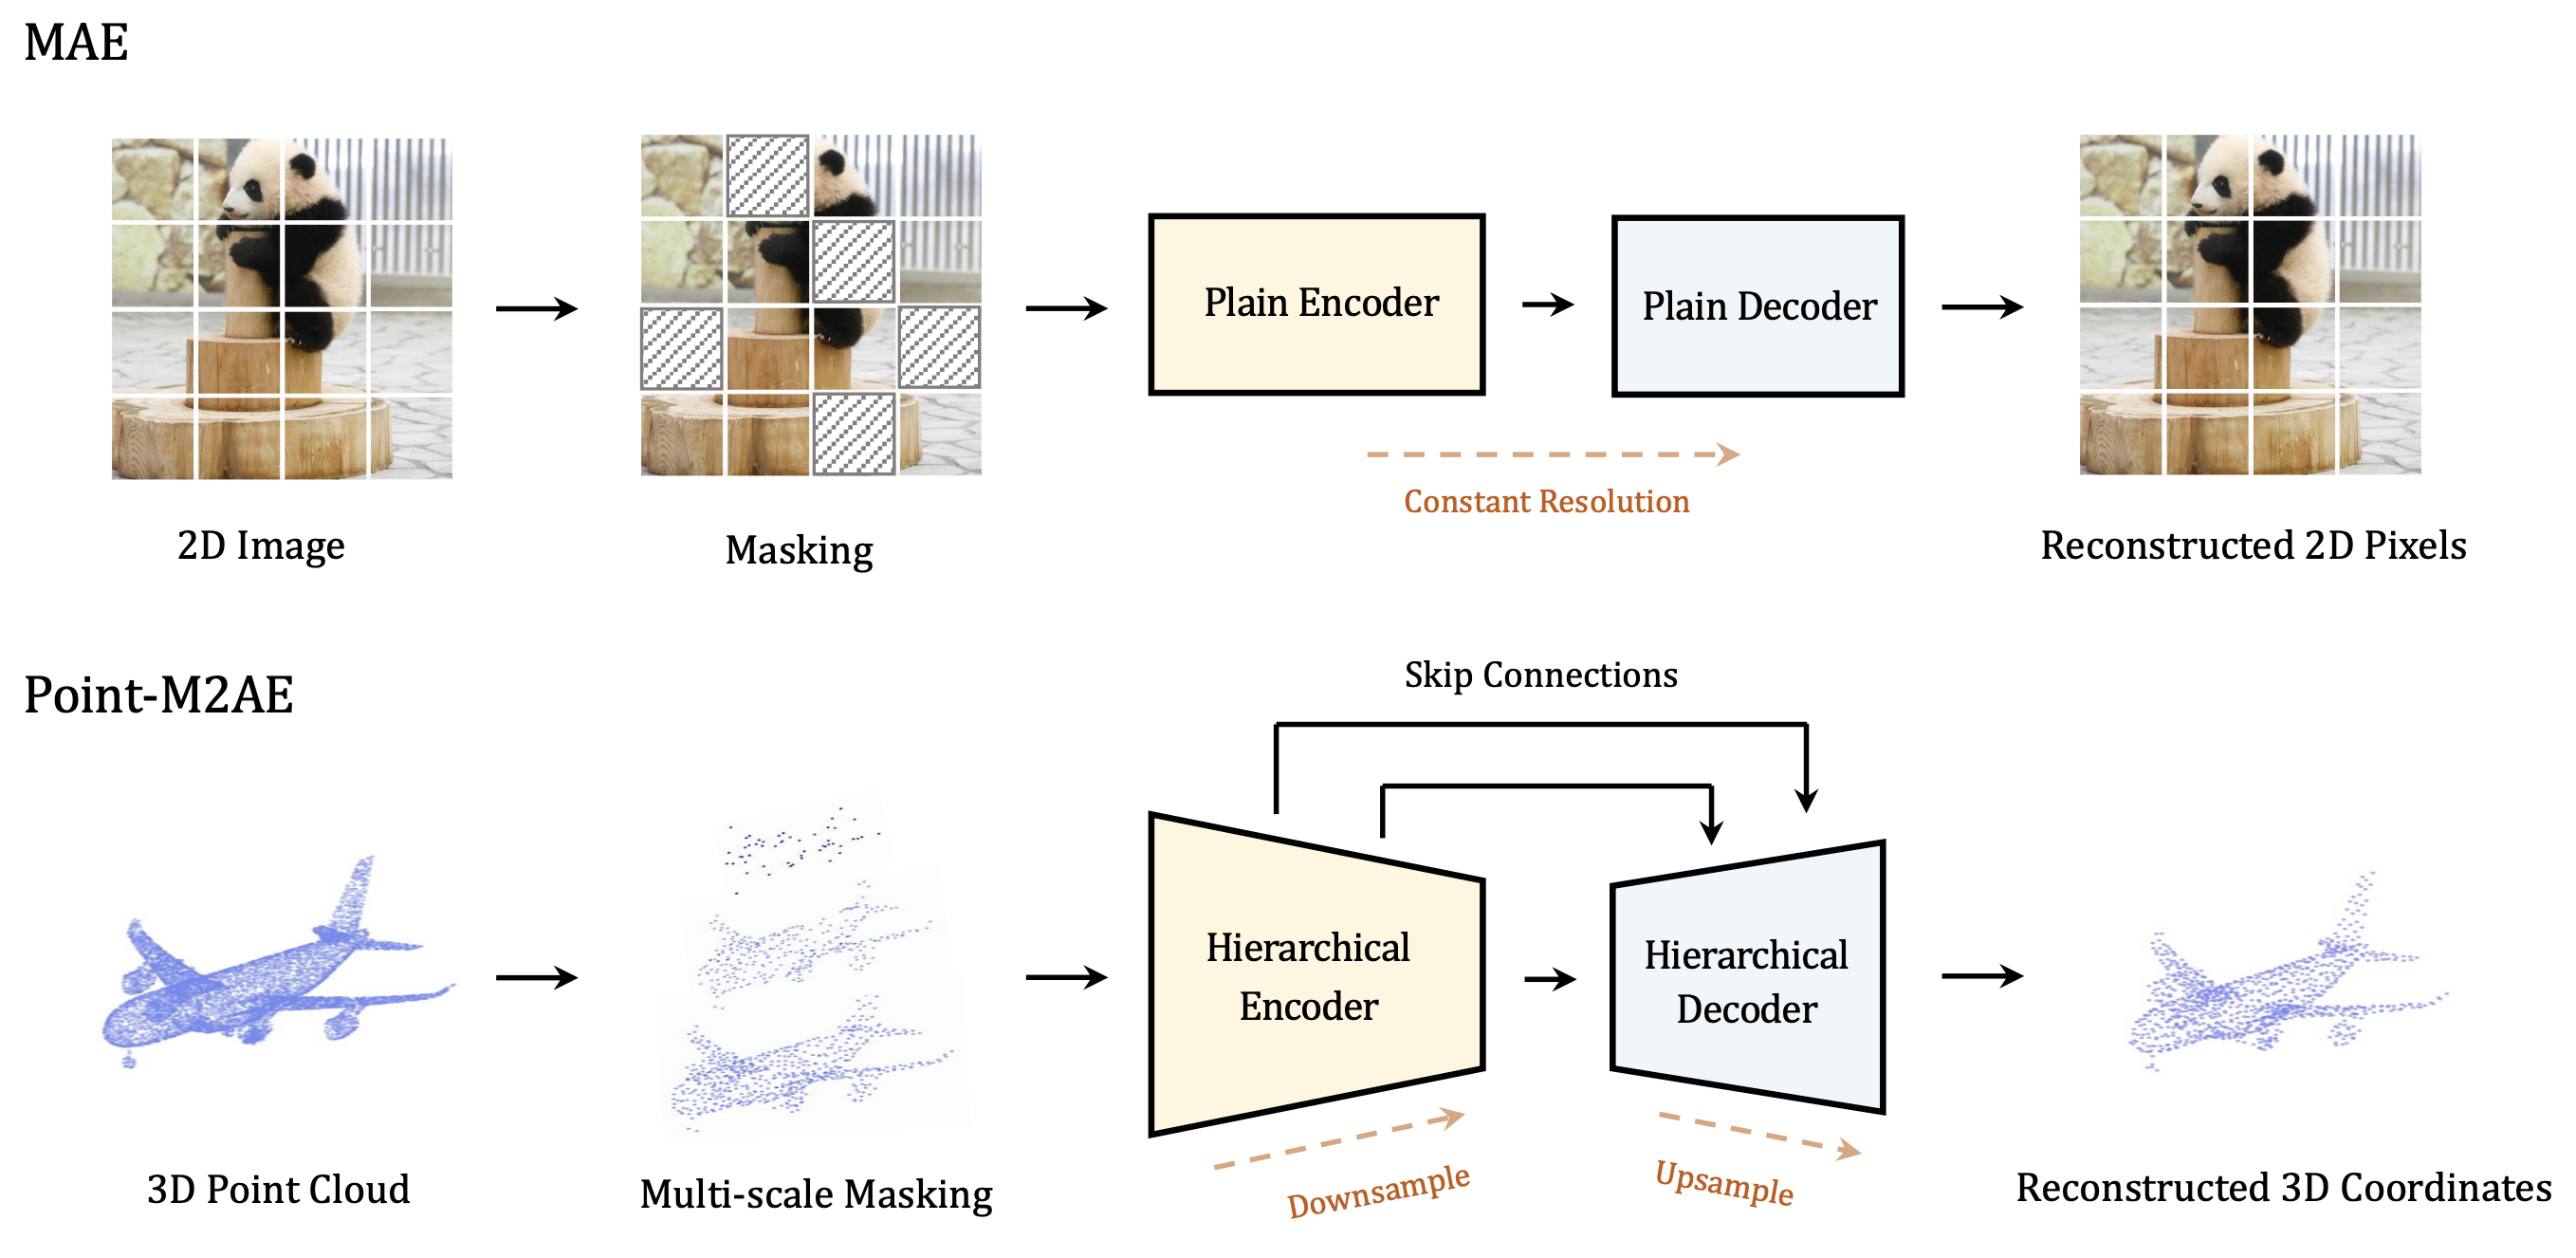 MAE
Plain Encoder
Plain Decoder
Constant Resolution
2D Image
Masking
Reconstructed 2D Pixels
Point-M2AE
Skip Connections
Hierarchical
Encoder
Hierarchical
Decoder
Downsample
Upsample
3D Point Cloud
Multi-scale Masking
Reconstructed 3D Coordinates